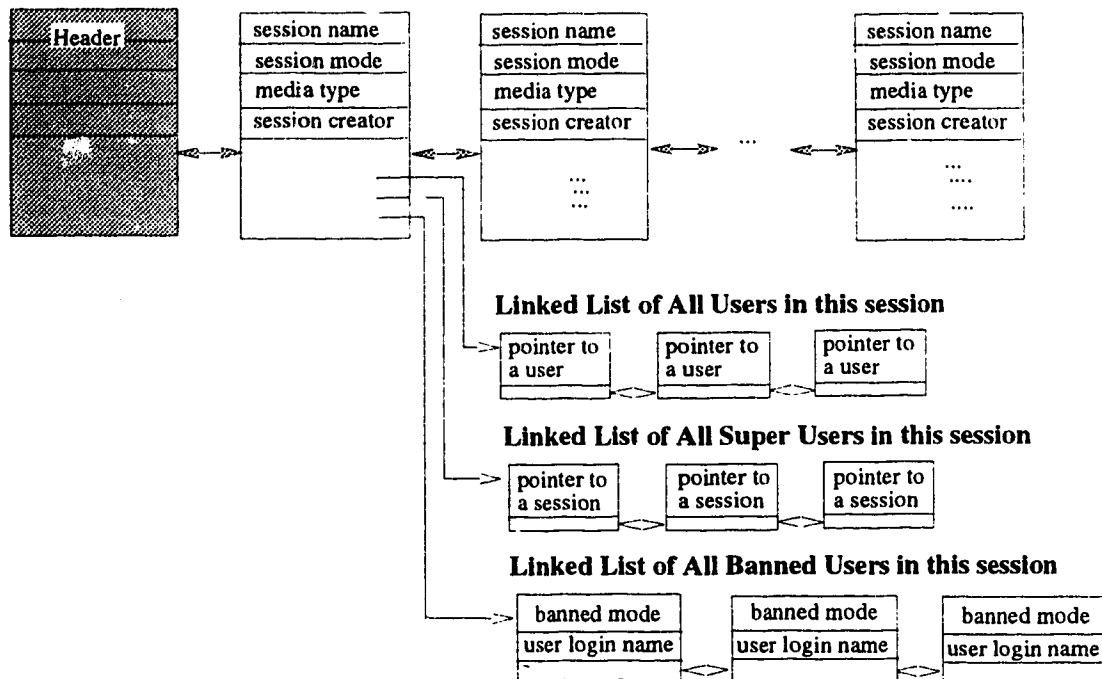 Header
session name
session mode
media type
session creator
session name
session mode
media type
session creator
...
...
...
...
session name
session mode
media type
session creator
...
....
....
Linked List of All Users in this session
pointer to
a user
pointer to
a user
pointer to
a user
Linked List of All Super Users in this session
pointer to
a session
pointer to
a session
pointer to
a session
Linked List of All Banned Users in this session
banned mode
user login name
banned mode
user login name
banned mode
user login name